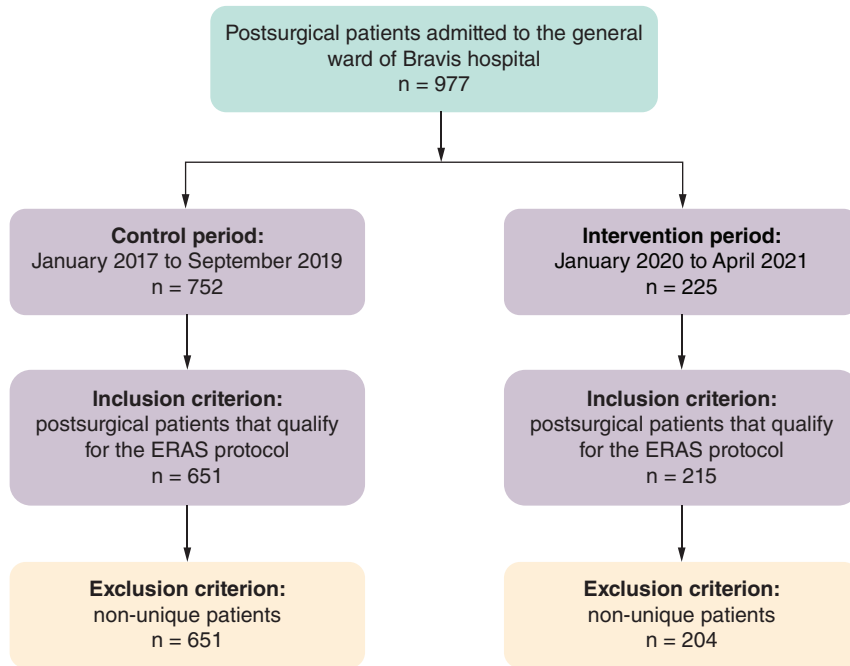 Postsurgical patients admitted to the general
ward of Bravis hospital
n = 977
Control period:
January 2017 to September 2019
n = 752
Intervention period:
January 2020 to April 2021
n = 225
Inclusion criterion:
postsurgical patients that qualify
for the ERAS protocol
n = 651
Inclusion criterion:
postsurgical patients that qualify
for the ERAS protocol
n = 215
Exclusion criterion:
non-unique patients
n = 651
Exclusion criterion:
non-unique patients
n = 204